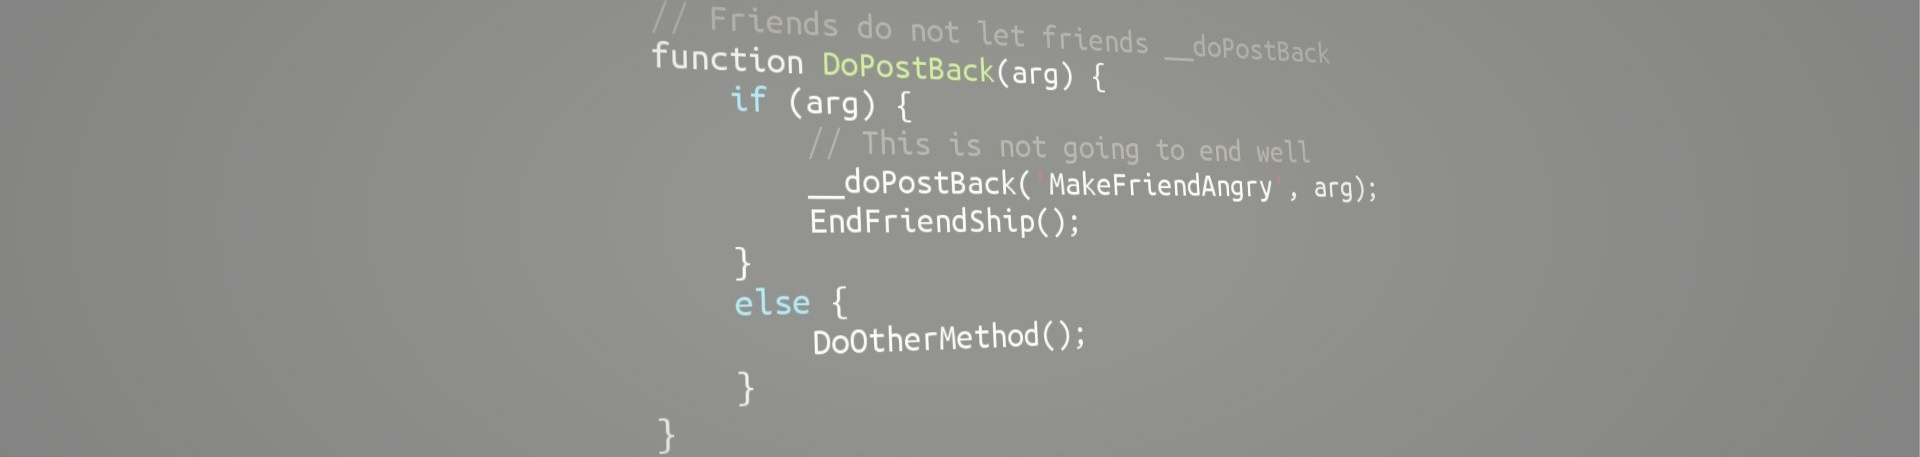 // Friends do not let friends __doPostBack
function DoPostBack(arg) {
if (arg) {
// This is not going to end well
__doPostBack('MakeFriendAngry', arg);
EndFriendShip();
}
else {
DoOtherMethod();
}
}